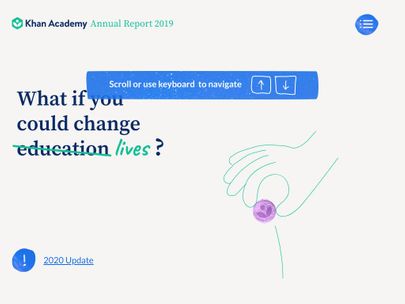 Khan Academy Annual Report 2019
Scroll or use keyboard to navigate
What if you
could change
education lives ?
! 2020 Update